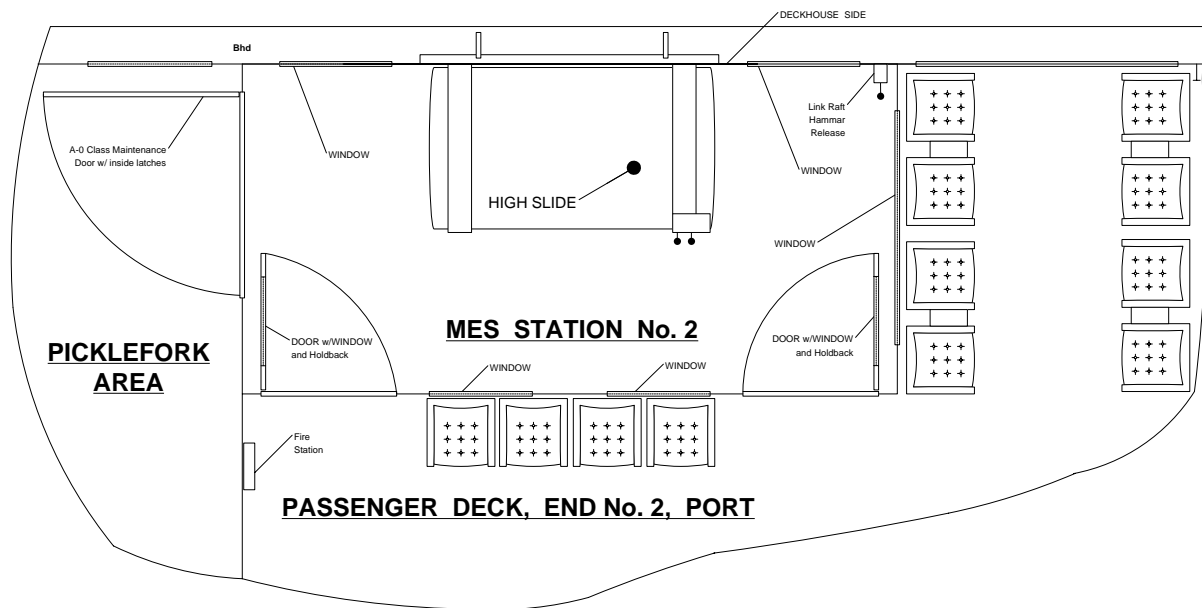 DECKHOUSE SIDE
Bhd
A-0 Class Maintenance
Door w/ inside latches
WINDOW
HIGH SLIDE
WINDOW
Link Raft
Hammar
Release
WINDOW
PICKLEFORK
AREA
DOOR w/WINDOW
and Holdback
MES STATION No. 2
DOOR w/WINDOW
and Holdback
WINDOW
WINDOW
Fire
Station
PASSENGER DECK, END No. 2, PORT